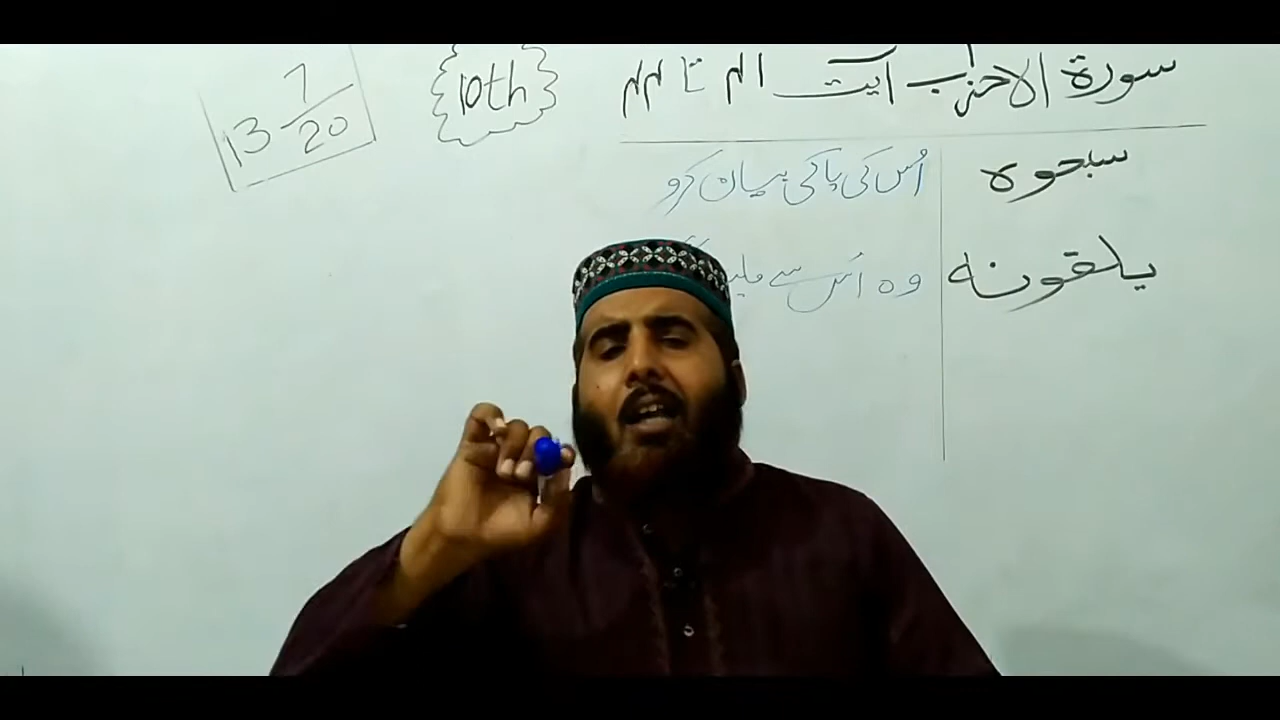 سورۃ الاحزاب آیت ۴۱ تا ۴۴
10th
13 7/20
سبحوہ اُس کی پاکی بیان کرو
یلقونہ وہ اُس سے